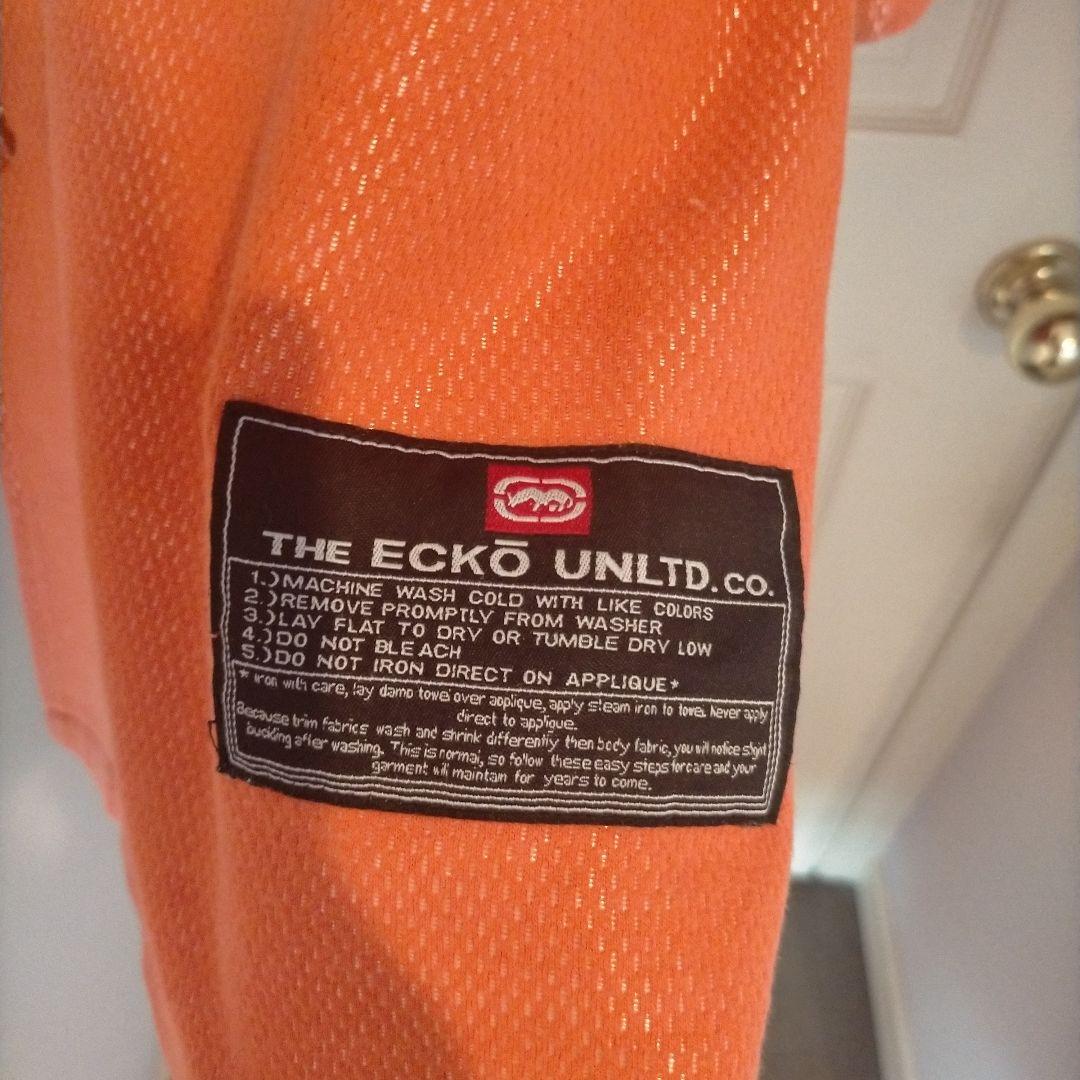 THE ECKŌ UNLTD. CO.
1.) MACHINE WASH COLD WITH LIKE COLORS
2.) REMOVE PROMPTLY FROM WASHER
3.) LAY FLAT TO DRY OR TUMBLE DRY LOW
4.) DO NOT BLEACH
5.) DO NOT IRON DIRECT ON APPLIQUE*
* iron with care, lay damp towel over applique, apply steam iron to towel. Never apply
direct to applique.
Because trim fabrics wash and shrink differently then body fabric, you will notice slight
buckling after washing. This is normal, so follow these easy steps for care and your
garment will maintain for years to come.